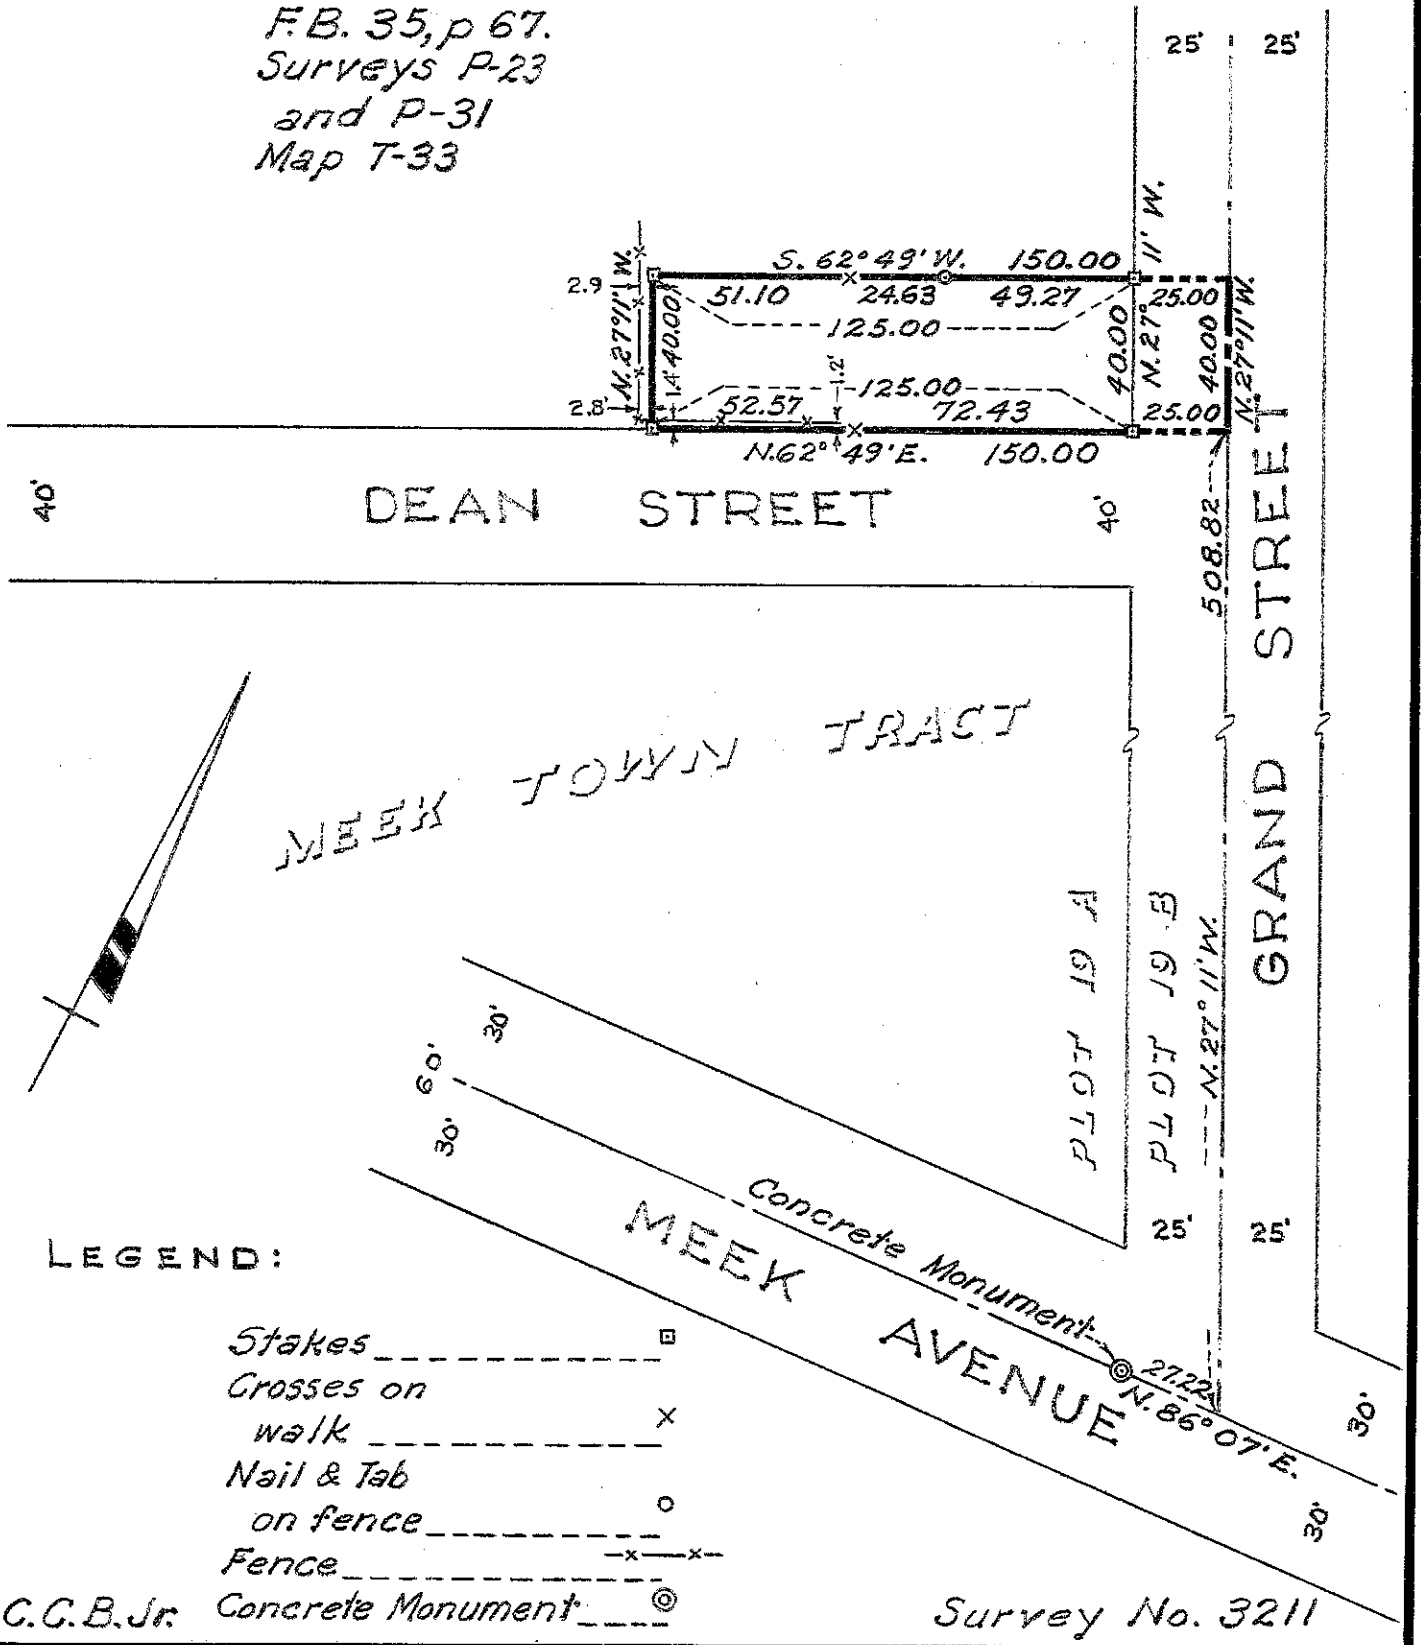 F.B. 35, p 67.
Surveys P-23
and P-31
Map T-33
25' 25'
11' W.
S. 62° 49' W. 150.00
2.9
N. 27° 11' W.
51.10 24.63 49.27 25.00
125.00
40.00
40.00
N. 27°
40.00
N. 27° 11' W.
1.4'
1.2'
125.00
2.8'
52.57 72.43 25.00
N. 62° 49' E. 150.00
40'
DEAN STREET
40'
508.82
GRAND STREET
MEEK TOWN TRACT
PLOT 19 A
PLOT 19 B
N. 27° 11' W.
30'
60'
30'
25' 25'
Concrete Monument
MEEK AVENUE
27.22
N. 86° 07' E.
30'
30'
LEGEND:
Stakes
Crosses on
walk
Nail & Tab
on fence
Fence
C.C.B. Jr. Concrete Monument
Survey No. 3211